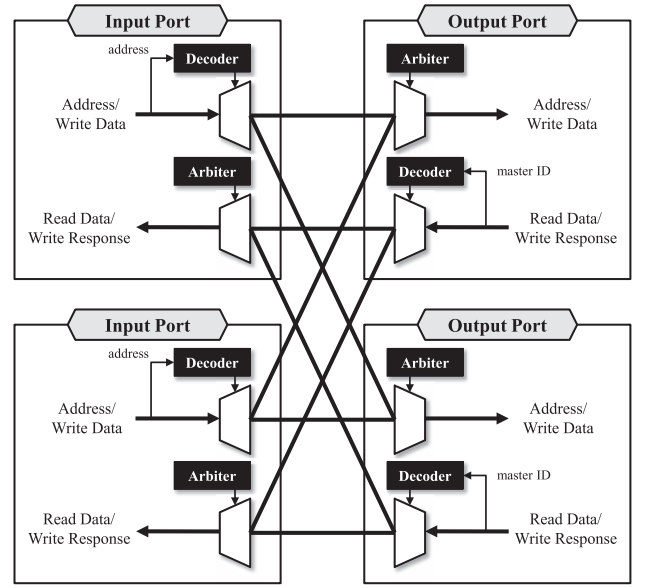 Input Port
address
Decoder
Address/
Write Data
Arbiter
Read Data/
Write Response
Output Port
Arbiter
Address/
Write Data
Decoder
master ID
Read Data/
Write Response
Input Port
address
Decoder
Address/
Write Data
Arbiter
Read Data/
Write Response
Output Port
Arbiter
Address/
Write Data
Decoder
master ID
Read Data/
Write Response